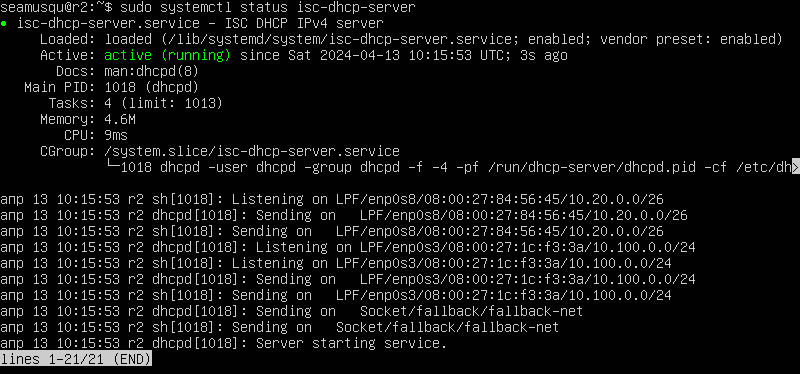 seamusqu@r2:~$ sudo systemctl status isc-dhcp-server
● isc-dhcp-server.service - ISC DHCP IPv4 server
     Loaded: loaded (/lib/systemd/system/isc-dhcp-server.service; enabled; vendor preset: enabled)
     Active: active (running) since Sat 2024-04-13 10:15:53 UTC; 3s ago
       Docs: man:dhcpd(8)
   Main PID: 1018 (dhcpd)
      Tasks: 4 (limit: 1013)
     Memory: 4.6M
        CPU: 9ms
     CGroup: /system.slice/isc-dhcp-server.service
             └─1018 dhcpd -user dhcpd -group dhcpd -f -4 -pf /run/dhcp-server/dhcpd.pid -cf /etc/dh>

апр 13 10:15:53 r2 sh[1018]: Listening on LPF/enp0s8/08:00:27:84:56:45/10.20.0.0/26
апр 13 10:15:53 r2 dhcpd[1018]: Sending on   LPF/enp0s8/08:00:27:84:56:45/10.20.0.0/26
апр 13 10:15:53 r2 sh[1018]: Sending on   LPF/enp0s8/08:00:27:84:56:45/10.20.0.0/26
апр 13 10:15:53 r2 dhcpd[1018]: Listening on LPF/enp0s3/08:00:27:1c:f3:3a/10.100.0.0/24
апр 13 10:15:53 r2 sh[1018]: Listening on LPF/enp0s3/08:00:27:1c:f3:3a/10.100.0.0/24
апр 13 10:15:53 r2 dhcpd[1018]: Sending on   LPF/enp0s3/08:00:27:1c:f3:3a/10.100.0.0/24
апр 13 10:15:53 r2 sh[1018]: Sending on   LPF/enp0s3/08:00:27:1c:f3:3a/10.100.0.0/24
апр 13 10:15:53 r2 dhcpd[1018]: Sending on   Socket/fallback/fallback-net
апр 13 10:15:53 r2 sh[1018]: Sending on   Socket/fallback/fallback-net
апр 13 10:15:53 r2 dhcpd[1018]: Server starting service.
lines 1-21/21 (END)